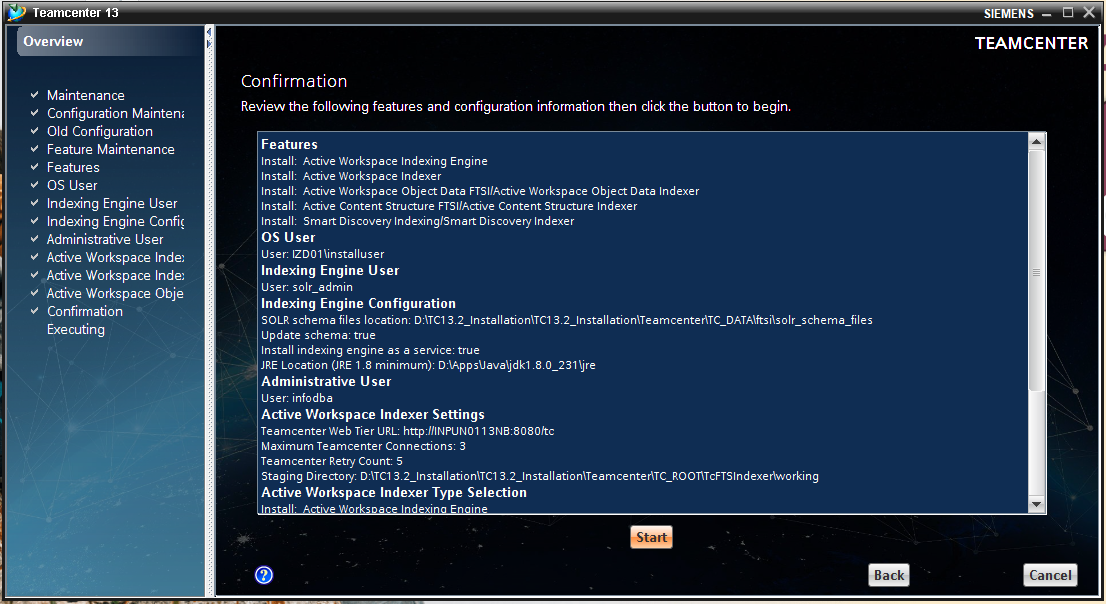 Teamcenter 13
SIEMENS
Overview
TEAMCENTER
Maintenance
Configuration Maintena
Old Configuration
Feature Maintenance
Features
OS User
Indexing Engine User
Indexing Engine Config
Administrative User
Active Workspace Index
Active Workspace Index
Active Workspace Obje
Confirmation
Executing
Confirmation
Review the following features and configuration information then click the button to begin.
Features
Install: Active Workspace Indexing Engine
Install: Active Workspace Indexer
Install: Active Workspace Object Data FTSI/Active Workspace Object Data Indexer
Install: Active Content Structure FTSI/Active Content Structure Indexer
Install: Smart Discovery Indexing/Smart Discovery Indexer
OS User
User: IZD01\installuser
Indexing Engine User
User: solr_admin
Indexing Engine Configuration
SOLR schema files location: D:\TC13.2_Installation\TC13.2_Installation\Teamcenter\TC_DATA\ftsi\solr_schema_files
Update schema: true
Install indexing engine as a service: true
JRE Location (JRE 1.8 minimum): D:\Apps\Java\jdk1.8.0_231\jre
Administrative User
User: infodba
Active Workspace Indexer Settings
Teamcenter Web Tier URL: http://INPUN0113NB:8080/tc
Maximum Teamcenter Connections: 3
Teamcenter Retry Count: 5
Staging Directory: D:\TC13.2_Installation\TC13.2_Installation\Teamcenter\TC_ROOT\TcFTSIndexer\working
Active Workspace Indexer Type Selection
Install: Active Workspace Indexing Engine
Start
?
Back
Cancel